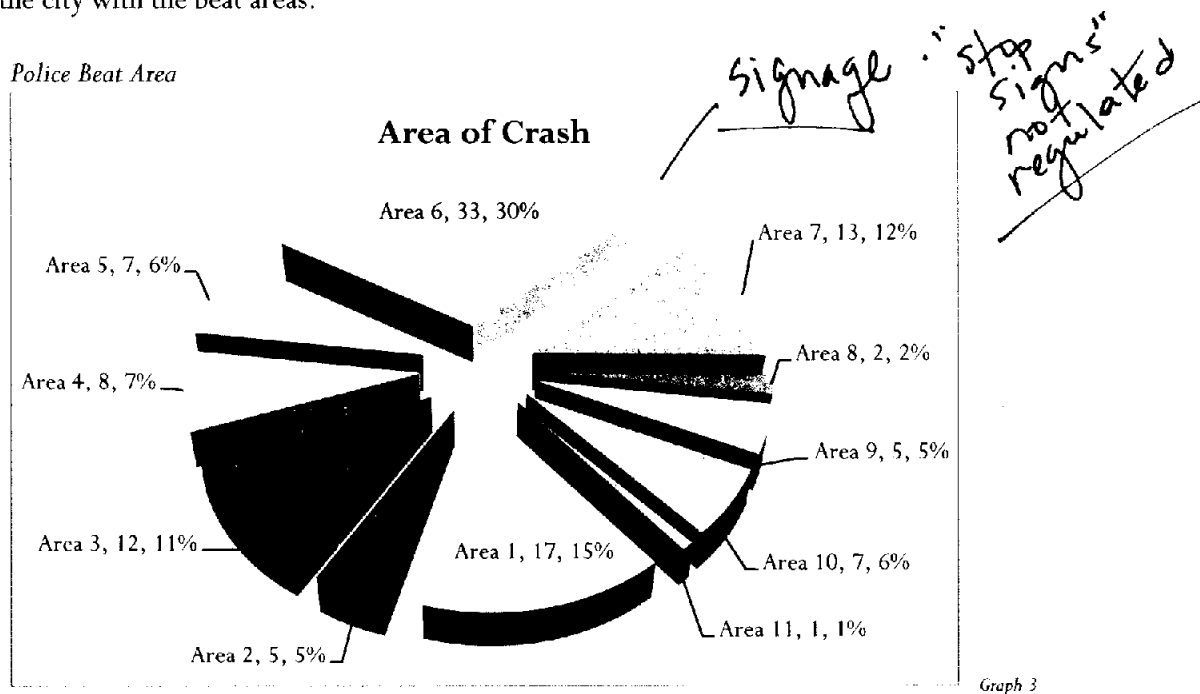 the city with the beat areas.
Police Beat Area
signage . "stop
signs"
not
regulated
Area of Crash
Area 6, 33, 30%
Area 7, 13, 12%
Area 5, 7, 6%
Area 8, 2, 2%
Area 4, 8, 7%
Area 9, 5, 5%
Area 3, 12, 11%
Area 1, 17, 15%
Area 10, 7, 6%
Area 11, 1, 1%
Area 2, 5, 5%
Graph 3